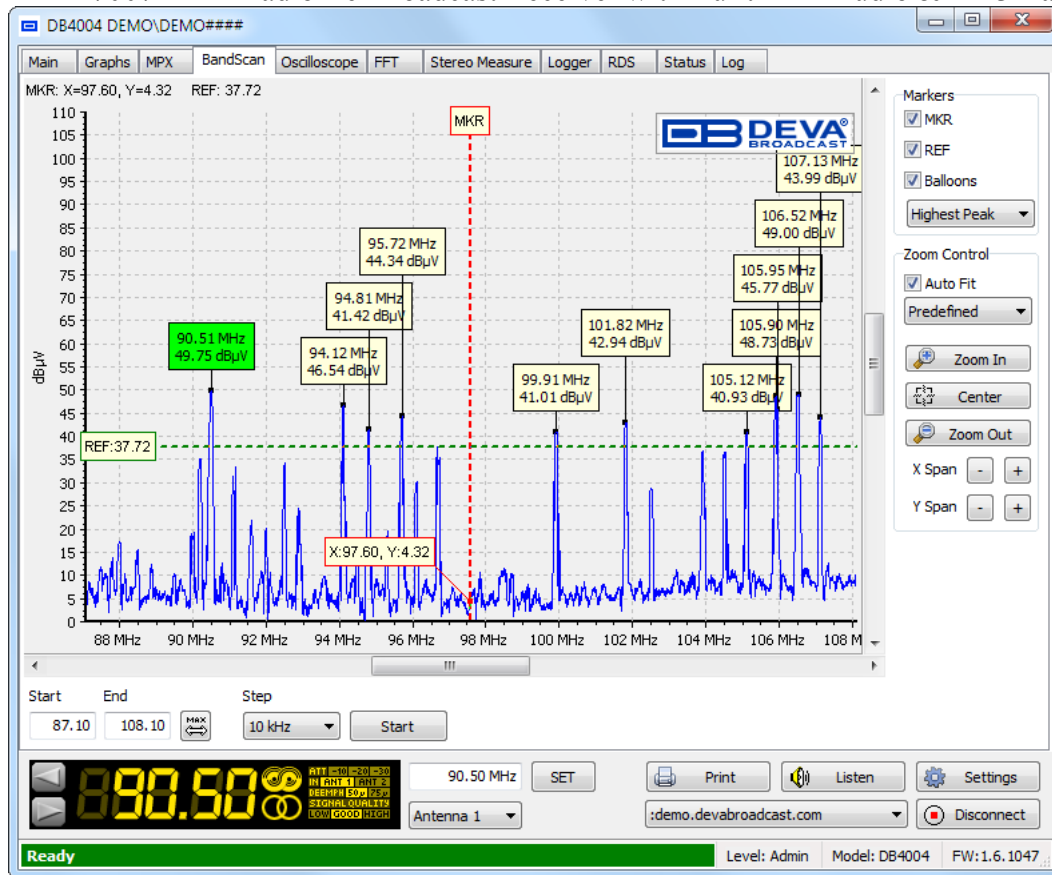 DB4004 DEMO\DEMO####
Main Graphs MPX BandScan Oscilloscope FFT Stereo Measure Logger RDS Status Log
MKR: X=97.60, Y=4.32 REF: 37.72
dBµV
110
105
100
95
90
85
80
75
70
65
60
55
50
45
40
35
30
25
20
15
10
5
0
MKR
DEVA
BROADCAST
107.13 MHz
43.99 dBµV
106.52 MHz
49.00 dBµV
95.72 MHz
44.34 dBµV
105.95 MHz
45.77 dBµV
94.81 MHz
41.42 dBµV
101.82 MHz
42.94 dBµV
105.90 MHz
48.73 dBµV
90.51 MHz
49.75 dBµV
94.12 MHz
46.54 dBµV
99.91 MHz
41.01 dBµV
105.12 MHz
40.93 dBµV
REF:37.72
X:97.60, Y:4.32
88 MHz 90 MHz 92 MHz 94 MHz 96 MHz 98 MHz 100 MHz 102 MHz 104 MHz 106 MHz 108 M
Markers
MKR
REF
Balloons
Highest Peak
Zoom Control
Auto Fit
Predefined
Zoom In
Center
Zoom Out
X Span - +
Y Span - +
Start End Step
87.10 108.10 MAX 10 kHz Start
90.50
ATT -10 -20 -30
IN ANT 1 ANT 2
DEEMPH 50µ 75µ
SIGNAL QUALITY
LOW GOOD HIGH
90.50 MHz SET
Antenna 1
Print Listen Settings
:demo.devabroadcast.com Disconnect
Ready Level: Admin Model: DB4004 FW:1.6.1047